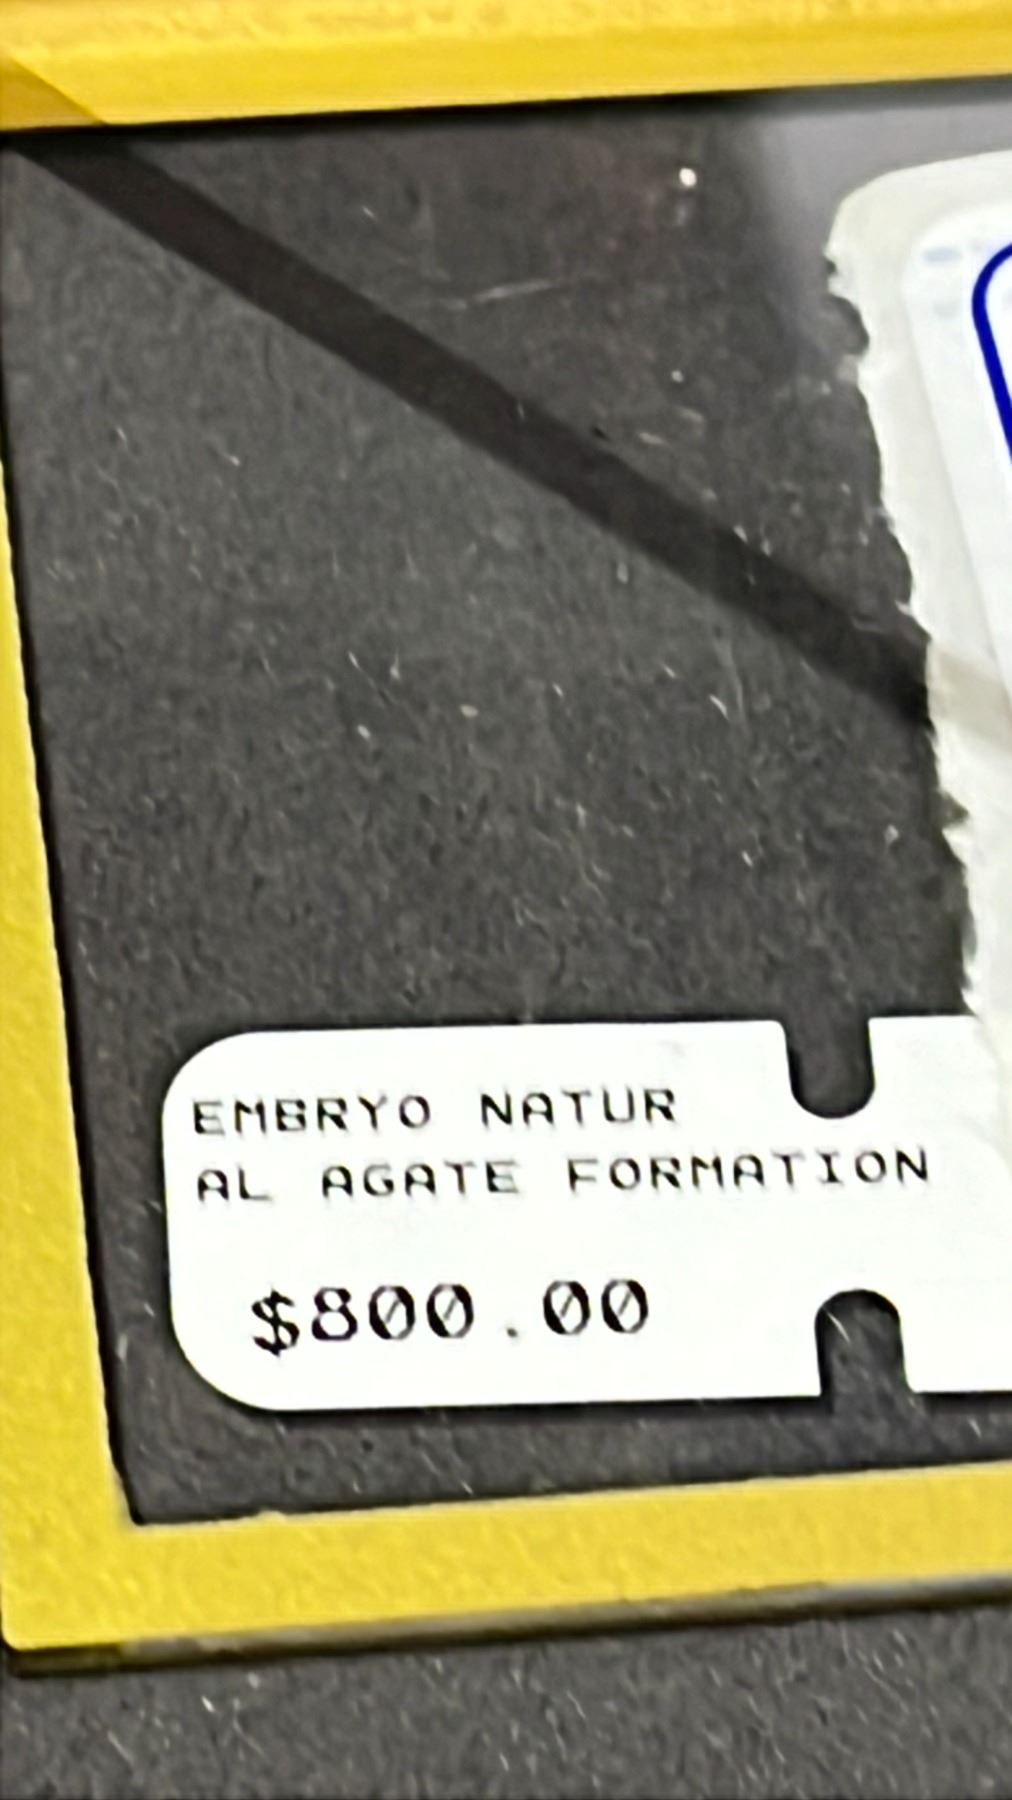 EMBRYO NATUR
AL AGATE FORMATION
$800.00